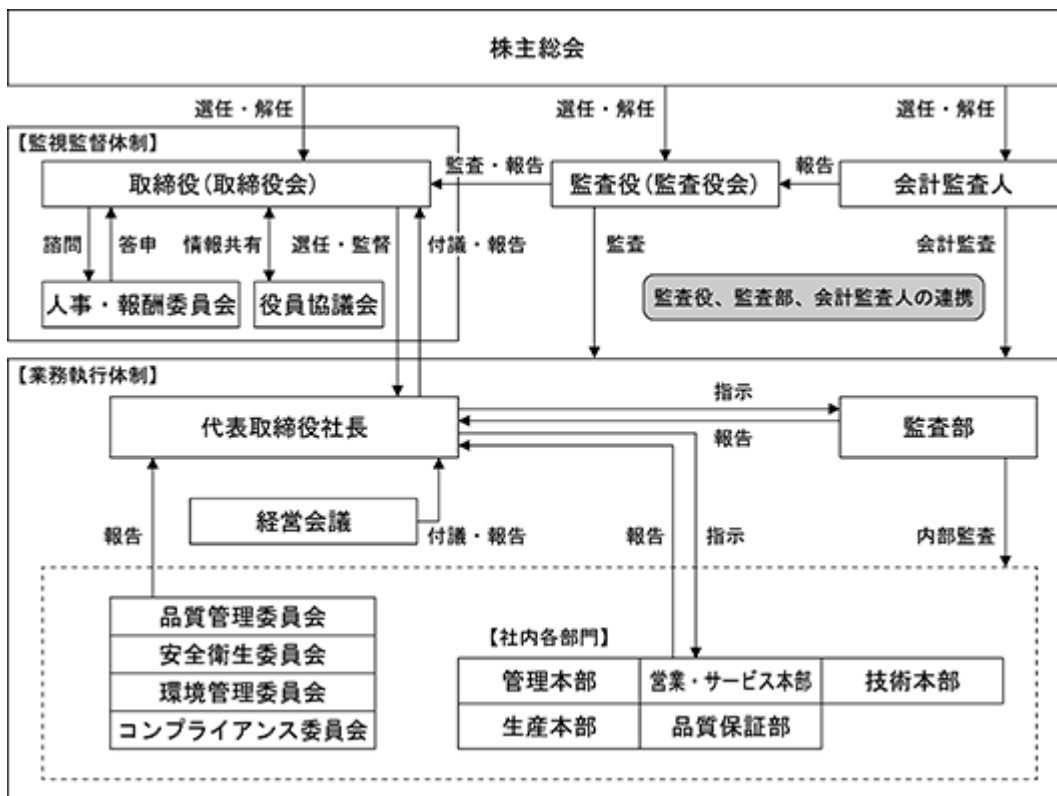 株主総会
選任・解任
選任・解任
選任・解任
【監視監督体制】
取締役(取締役会)
監査・報告
監査役(監査役会)
報告
会計監査人
諮問
答申
情報共有
選任・監督
付議・報告
監査
会計監査
人事・報酬委員会
役員協議会
監査役、監査部、会計監査人の連携
【業務執行体制】
代表取締役社長
指示
報告
監査部
経営会議
報告
付議・報告
報告
指示
内部監査
品質管理委員会
安全衛生委員会
環境管理委員会
コンプライアンス委員会
【社内各部門】
管理本部
営業・サービス本部
技術本部
生産本部
品質保証部